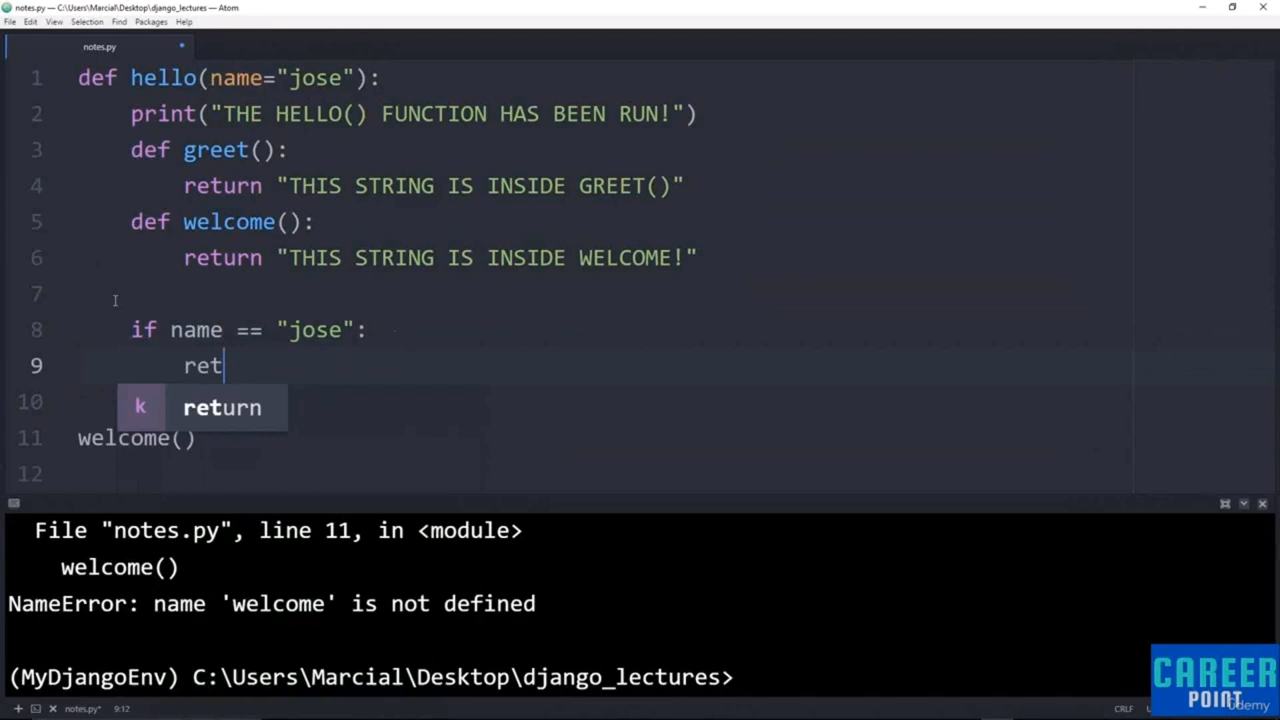 notes.py — C:\Users\Marcial\Desktop\django_lectures — Atom
File Edit View Selection Find Packages Help
notes.py
1 def hello(name="jose"):
2 print("THE HELLO() FUNCTION HAS BEEN RUN!")
3 def greet():
4 return "THIS STRING IS INSIDE GREET()"
5 def welcome():
6 return "THIS STRING IS INSIDE WELCOME!"
7
8 if name == "jose":
9 ret
10 k return
11 welcome()
12
File "notes.py", line 11, in <module>
welcome()
NameError: name 'welcome' is not defined
(MyDjangoEnv) C:\Users\Marcial\Desktop\django_lectures>
CAREER
POINT
Udemy
notes.py* 9:12 CRLF